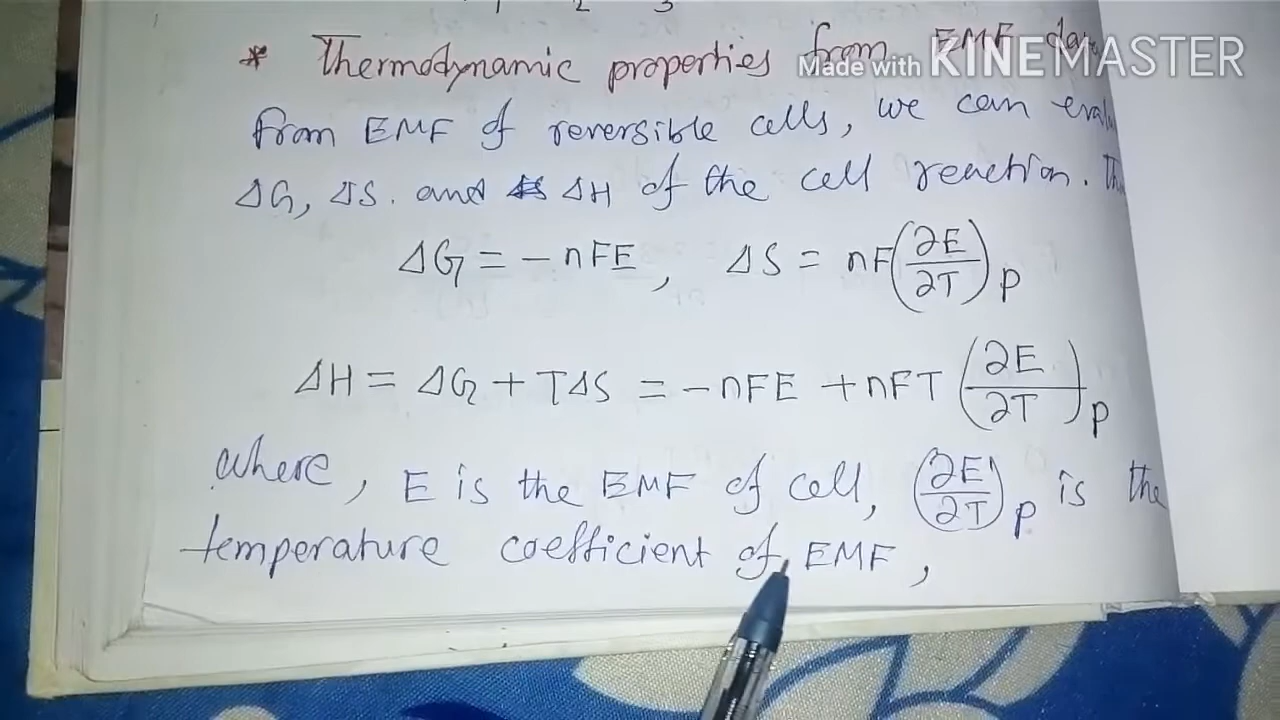 * Thermodynamic properties from EMF
Made with KINEMASTER
from EMF of reversible cells, we can
ΔG, ΔS. and ΔH of the cell reaction.
ΔG = -nFE, ΔS = nF(∂E/∂T)P
ΔH = ΔG + TΔS = -nFE + nFT (∂E/∂T)P
where, E is the EMF of cell, (∂E/∂T)P is the
temperature coefficient of EMF,